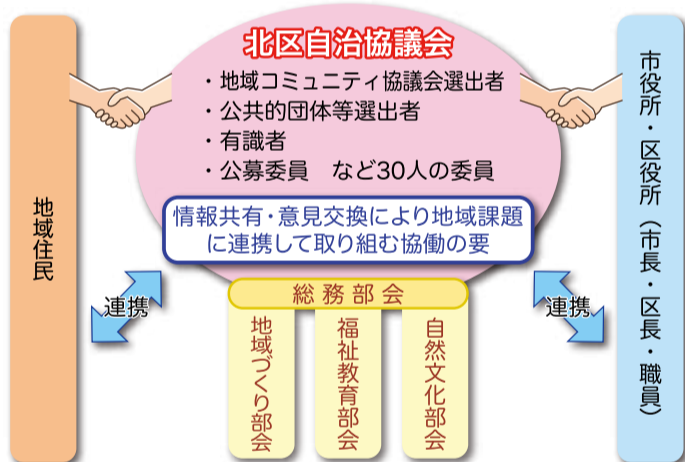 北区自治協議会
・地域コミュニティ協議会選出者
・公共的団体等選出者
・有識者
・公募委員　など30人の委員
情報共有・意見交換により地域課題
に連携して取り組む協働の要
地域住民
市役所・区役所（市長・区長・職員）
連携
連携
総務部会
地域づくり部会
福祉教育部会
自然文化部会